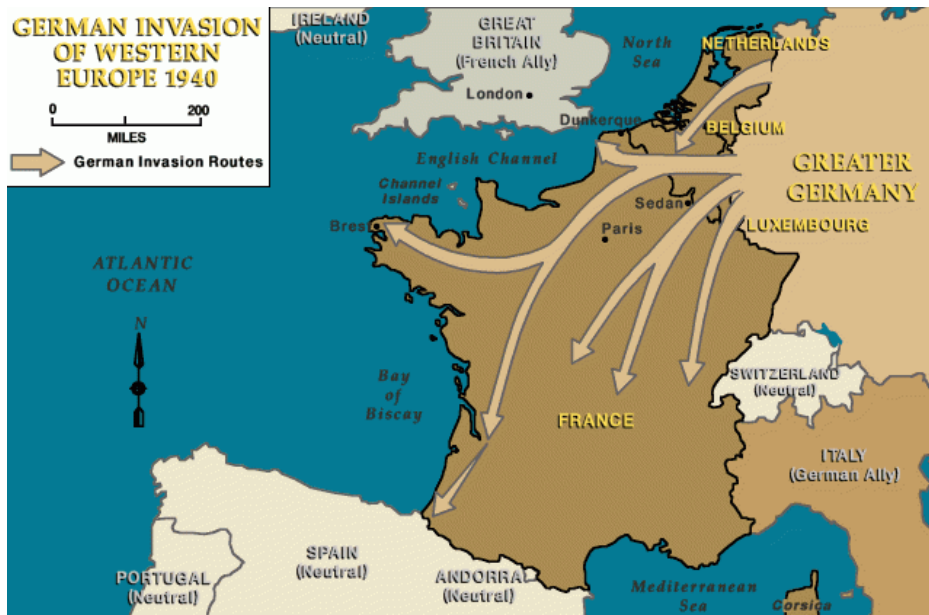 GERMAN INVASION
OF WESTERN
EUROPE 1940
0
200
MILES
German Invasion Routes
IRELAND
(Neutral)
GREAT
BRITAIN
(French Ally)
London
North
Sea
NETHERLANDS
Dunkerque
BELGIUM
English Channel
GREATER
GERMANY
Channel
Islands
Sedan
LUXEMBOURG
Brest
Paris
ATLANTIC
OCEAN
N
Bay
of
Biscay
SWITZERLAND
(Neutral)
FRANCE
ITALY
(German Ally)
SPAIN
(Neutral)
PORTUGAL
(Neutral)
ANDORRA
(Neutral)
Mediterranean
Sea
Corsica